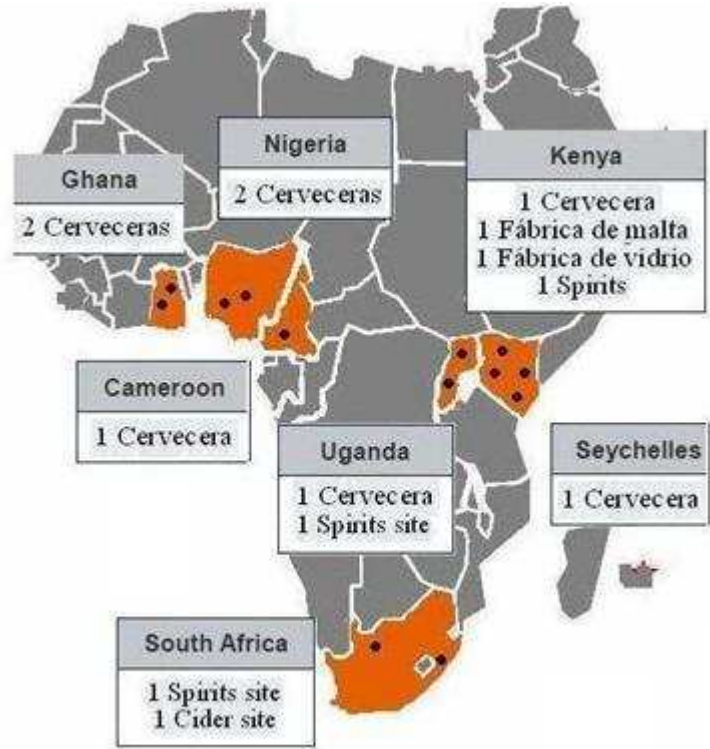 Nigeria
2 Cerveceras
Ghana
2 Cerveceras
Kenya
1 Cervecera
1 Fábrica de malta
1 Fábrica de vidrio
1 Spirits
Cameroon
1 Cervecera
Uganda
1 Cervecera
1 Spirits site
Seychelles
1 Cervecera
South Africa
1 Spirits site
1 Cider site